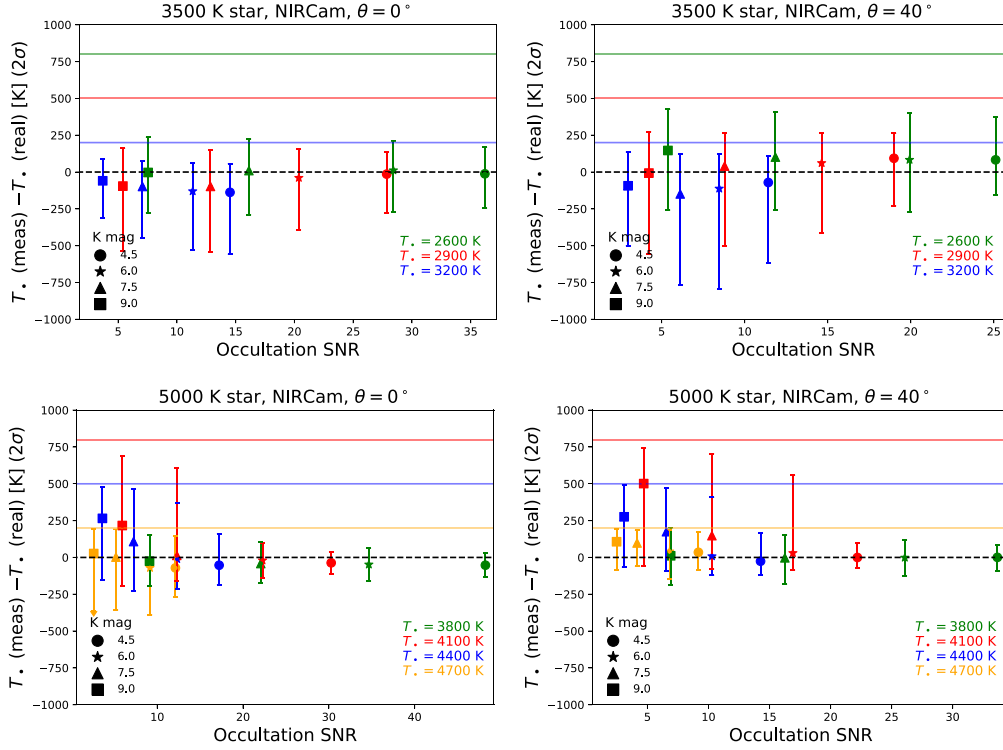 3500 K star, NIRCam, θ = 0°
T• (meas) − T• (real) [K] (2σ)
1000
750
500
250
0
−250
−500
−750
−1000
K mag
4.5
6.0
7.5
9.0
T• = 2600 K
T• = 2900 K
T• = 3200 K
5 10 15 20 25 30 35
Occultation SNR
3500 K star, NIRCam, θ = 40°
T• (meas) − T• (real) [K] (2σ)
1000
750
500
250
0
−250
−500
−750
−1000
K mag
4.5
6.0
7.5
9.0
T• = 2600 K
T• = 2900 K
T• = 3200 K
5 10 15 20 25
Occultation SNR
5000 K star, NIRCam, θ = 0°
T• (meas) − T• (real) [K] (2σ)
1000
750
500
250
0
−250
−500
−750
−1000
K mag
4.5
6.0
7.5
9.0
T• = 3800 K
T• = 4100 K
T• = 4400 K
T• = 4700 K
10 20 30 40
Occultation SNR
5000 K star, NIRCam, θ = 40°
T• (meas) − T• (real) [K] (2σ)
1000
750
500
250
0
−250
−500
−750
−1000
K mag
4.5
6.0
7.5
9.0
T• = 3800 K
T• = 4100 K
T• = 4400 K
T• = 4700 K
5 10 15 20 25 30
Occultation SNR